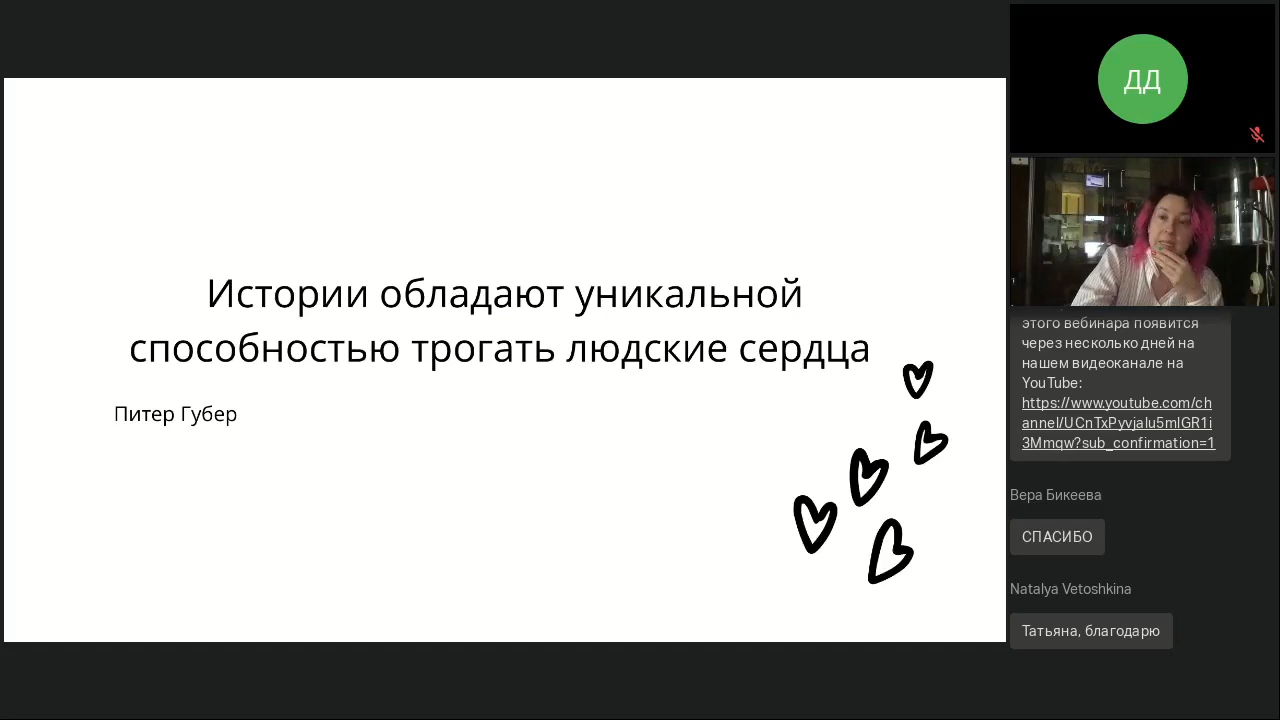 Истории обладают уникальной
способностью трогать людские сердца
Питер Губер
ДД
этого вебинара появится
через несколько дней на
нашем видеоканале на
YouTube:
https://www.youtube.com/ch
annel/UCnTxPyvjalu5mlGR1i
3Mmqw?sub_confirmation=1
Вера Бикеева
СПАСИБО
Natalya Vetoshkina
Татьяна, благодарю